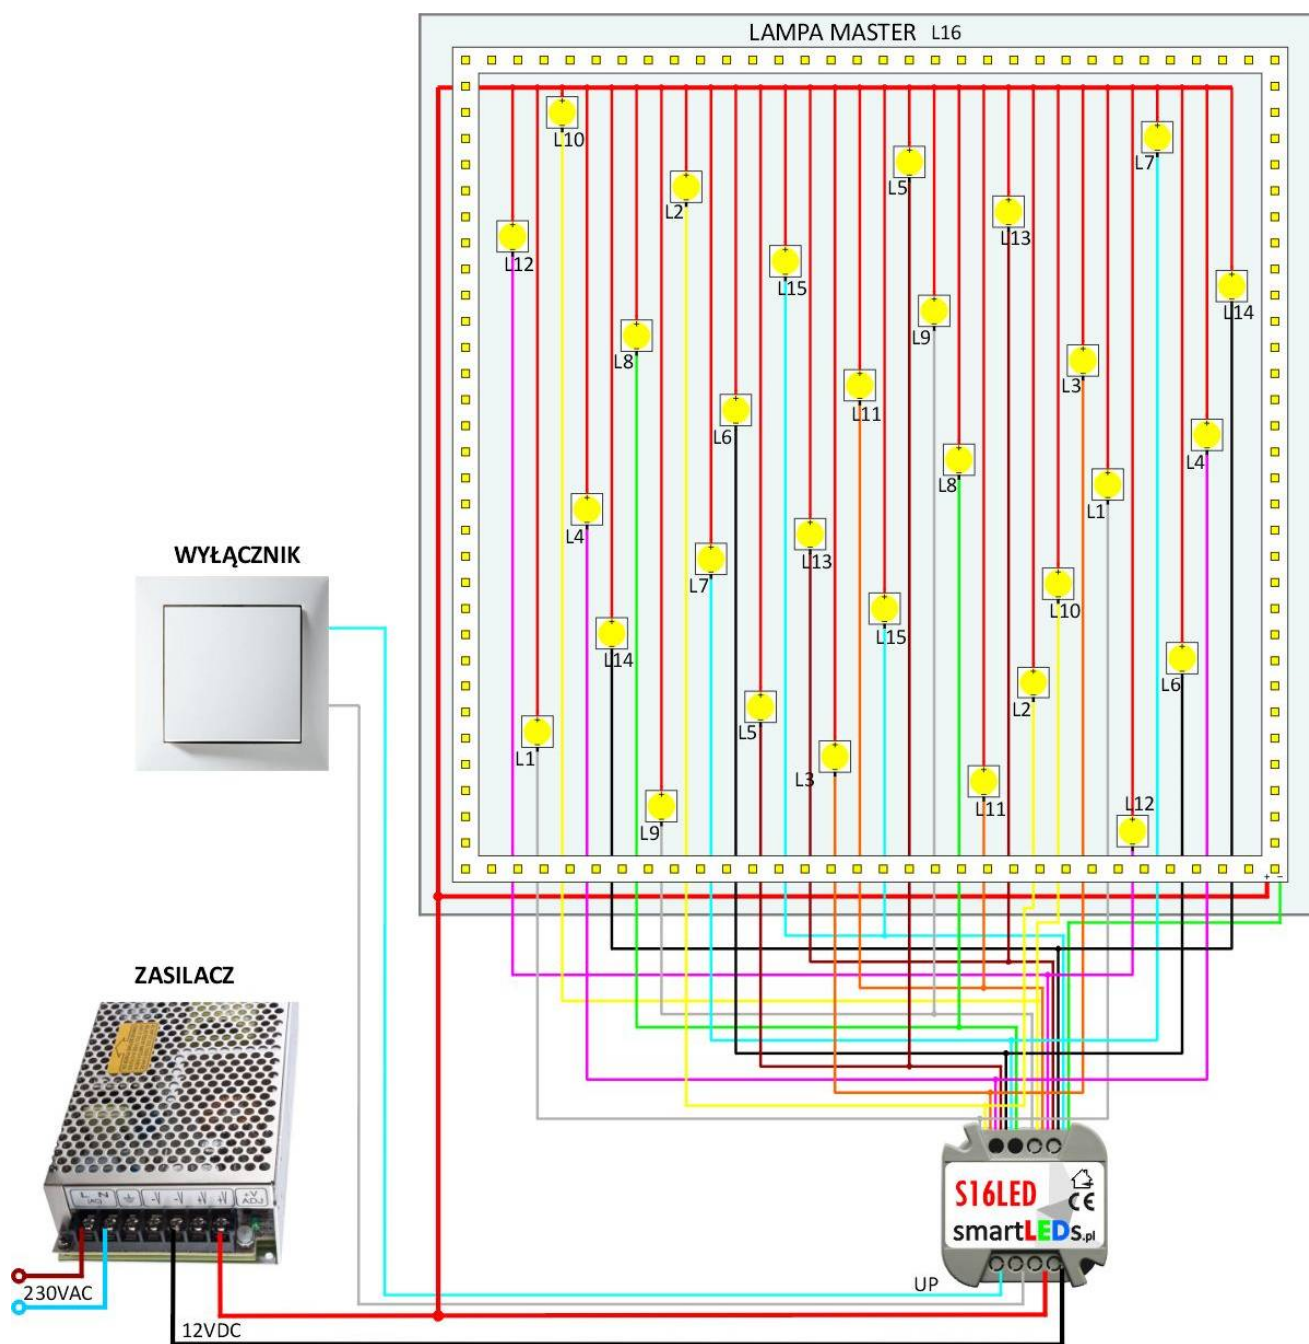 LAMPA MASTER L16
L10
L7
L5
L2
L13
L12
L15
L14
L9
L8
L3
L11
L6
L4
L8
L1
L4
L13
L7
L10
L15
L14
L6
L2
L5
L1
L3
L11
L12
L9
+ −
WYŁĄCZNIK
ZASILACZ
L N
(AC)
-V -V +V +V
+V
ADJ
230VAC
12VDC
UP
S16LED
CE
smartLEDs.pl